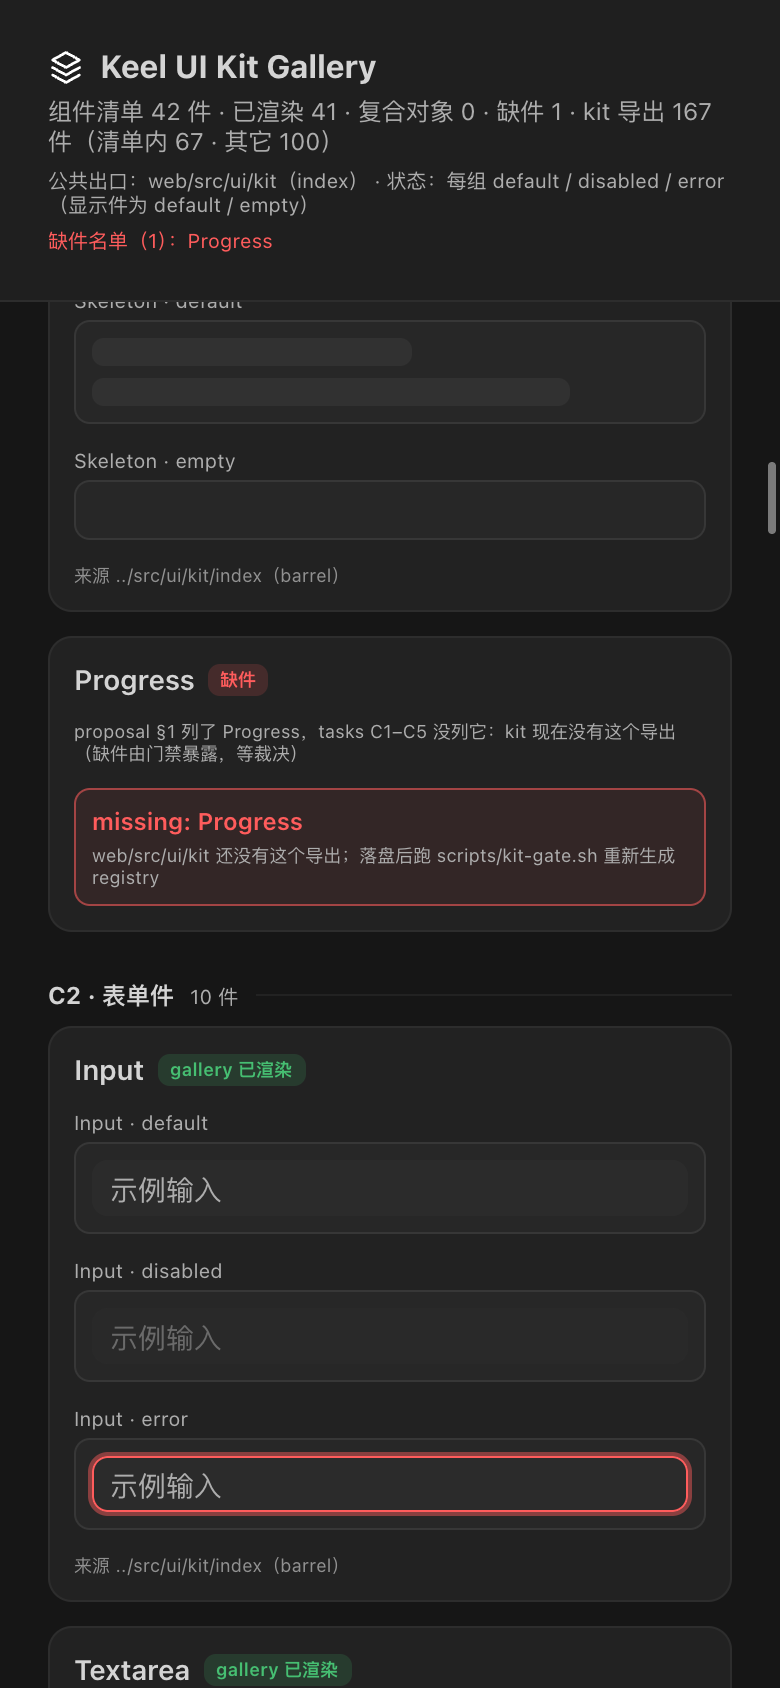 Keel UI Kit Gallery
组件清单 42 件 · 已渲染 41 · 复合对象 0 · 缺件 1 · kit 导出 167
件（清单内 67 · 其它 100）
公共出口：web/src/ui/kit（index） · 状态：每组 default / disabled / error
（显示件为 default / empty）
缺件名单（1）：Progress
Skeleton · default
Skeleton · empty
来源 ../src/ui/kit/index（barrel）
Progress 缺件
proposal §1 列了 Progress，tasks C1–C5 没列它：kit 现在没有这个导出
（缺件由门禁暴露，等裁决）
missing: Progress
web/src/ui/kit 还没有这个导出；落盘后跑 scripts/kit-gate.sh 重新生成
registry
C2 · 表单件 10 件
Input gallery 已渲染
Input · default
示例输入
Input · disabled
示例输入
Input · error
示例输入
来源 ../src/ui/kit/index（barrel）
Textarea gallery 已渲染